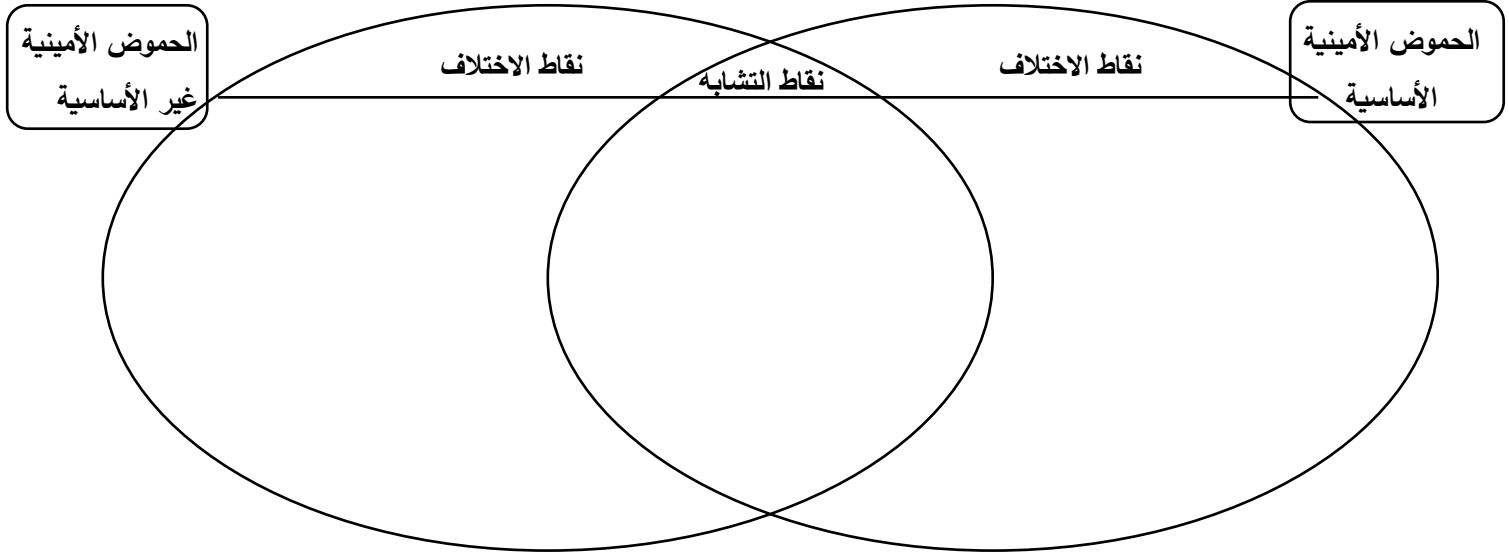 الحموض الأمينية
الأساسية
نقاط الاختلاف
نقاط التشابه
نقاط الاختلاف
الحموض الأمينية
غير الأساسية